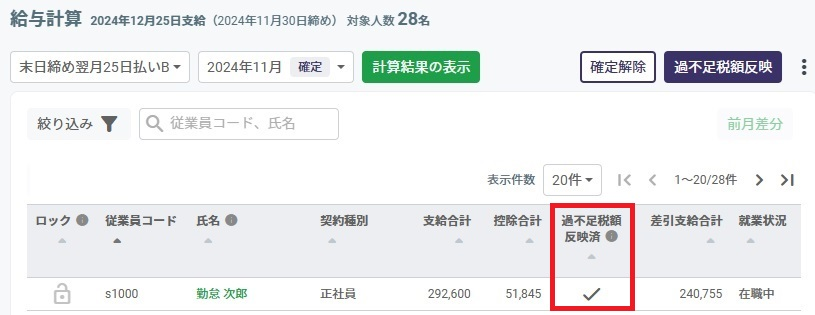 給与計算 2024年12月25日支給（2024年11月30日締め） 対象人数 28名
末日締め翌月25日払いB 2024年11月 確定 計算結果の表示 確定解除 過不足税額反映
絞り込み 従業員コード、氏名 前月差分
表示件数 20件 1～20/28件
ロック 従業員コード 氏名 契約種別 支給合計 控除合計 過不足税額 差引支給合計 就業状況
反映済
s1000 勤怠 次郎 正社員 292,600 51,845 240,755 在職中